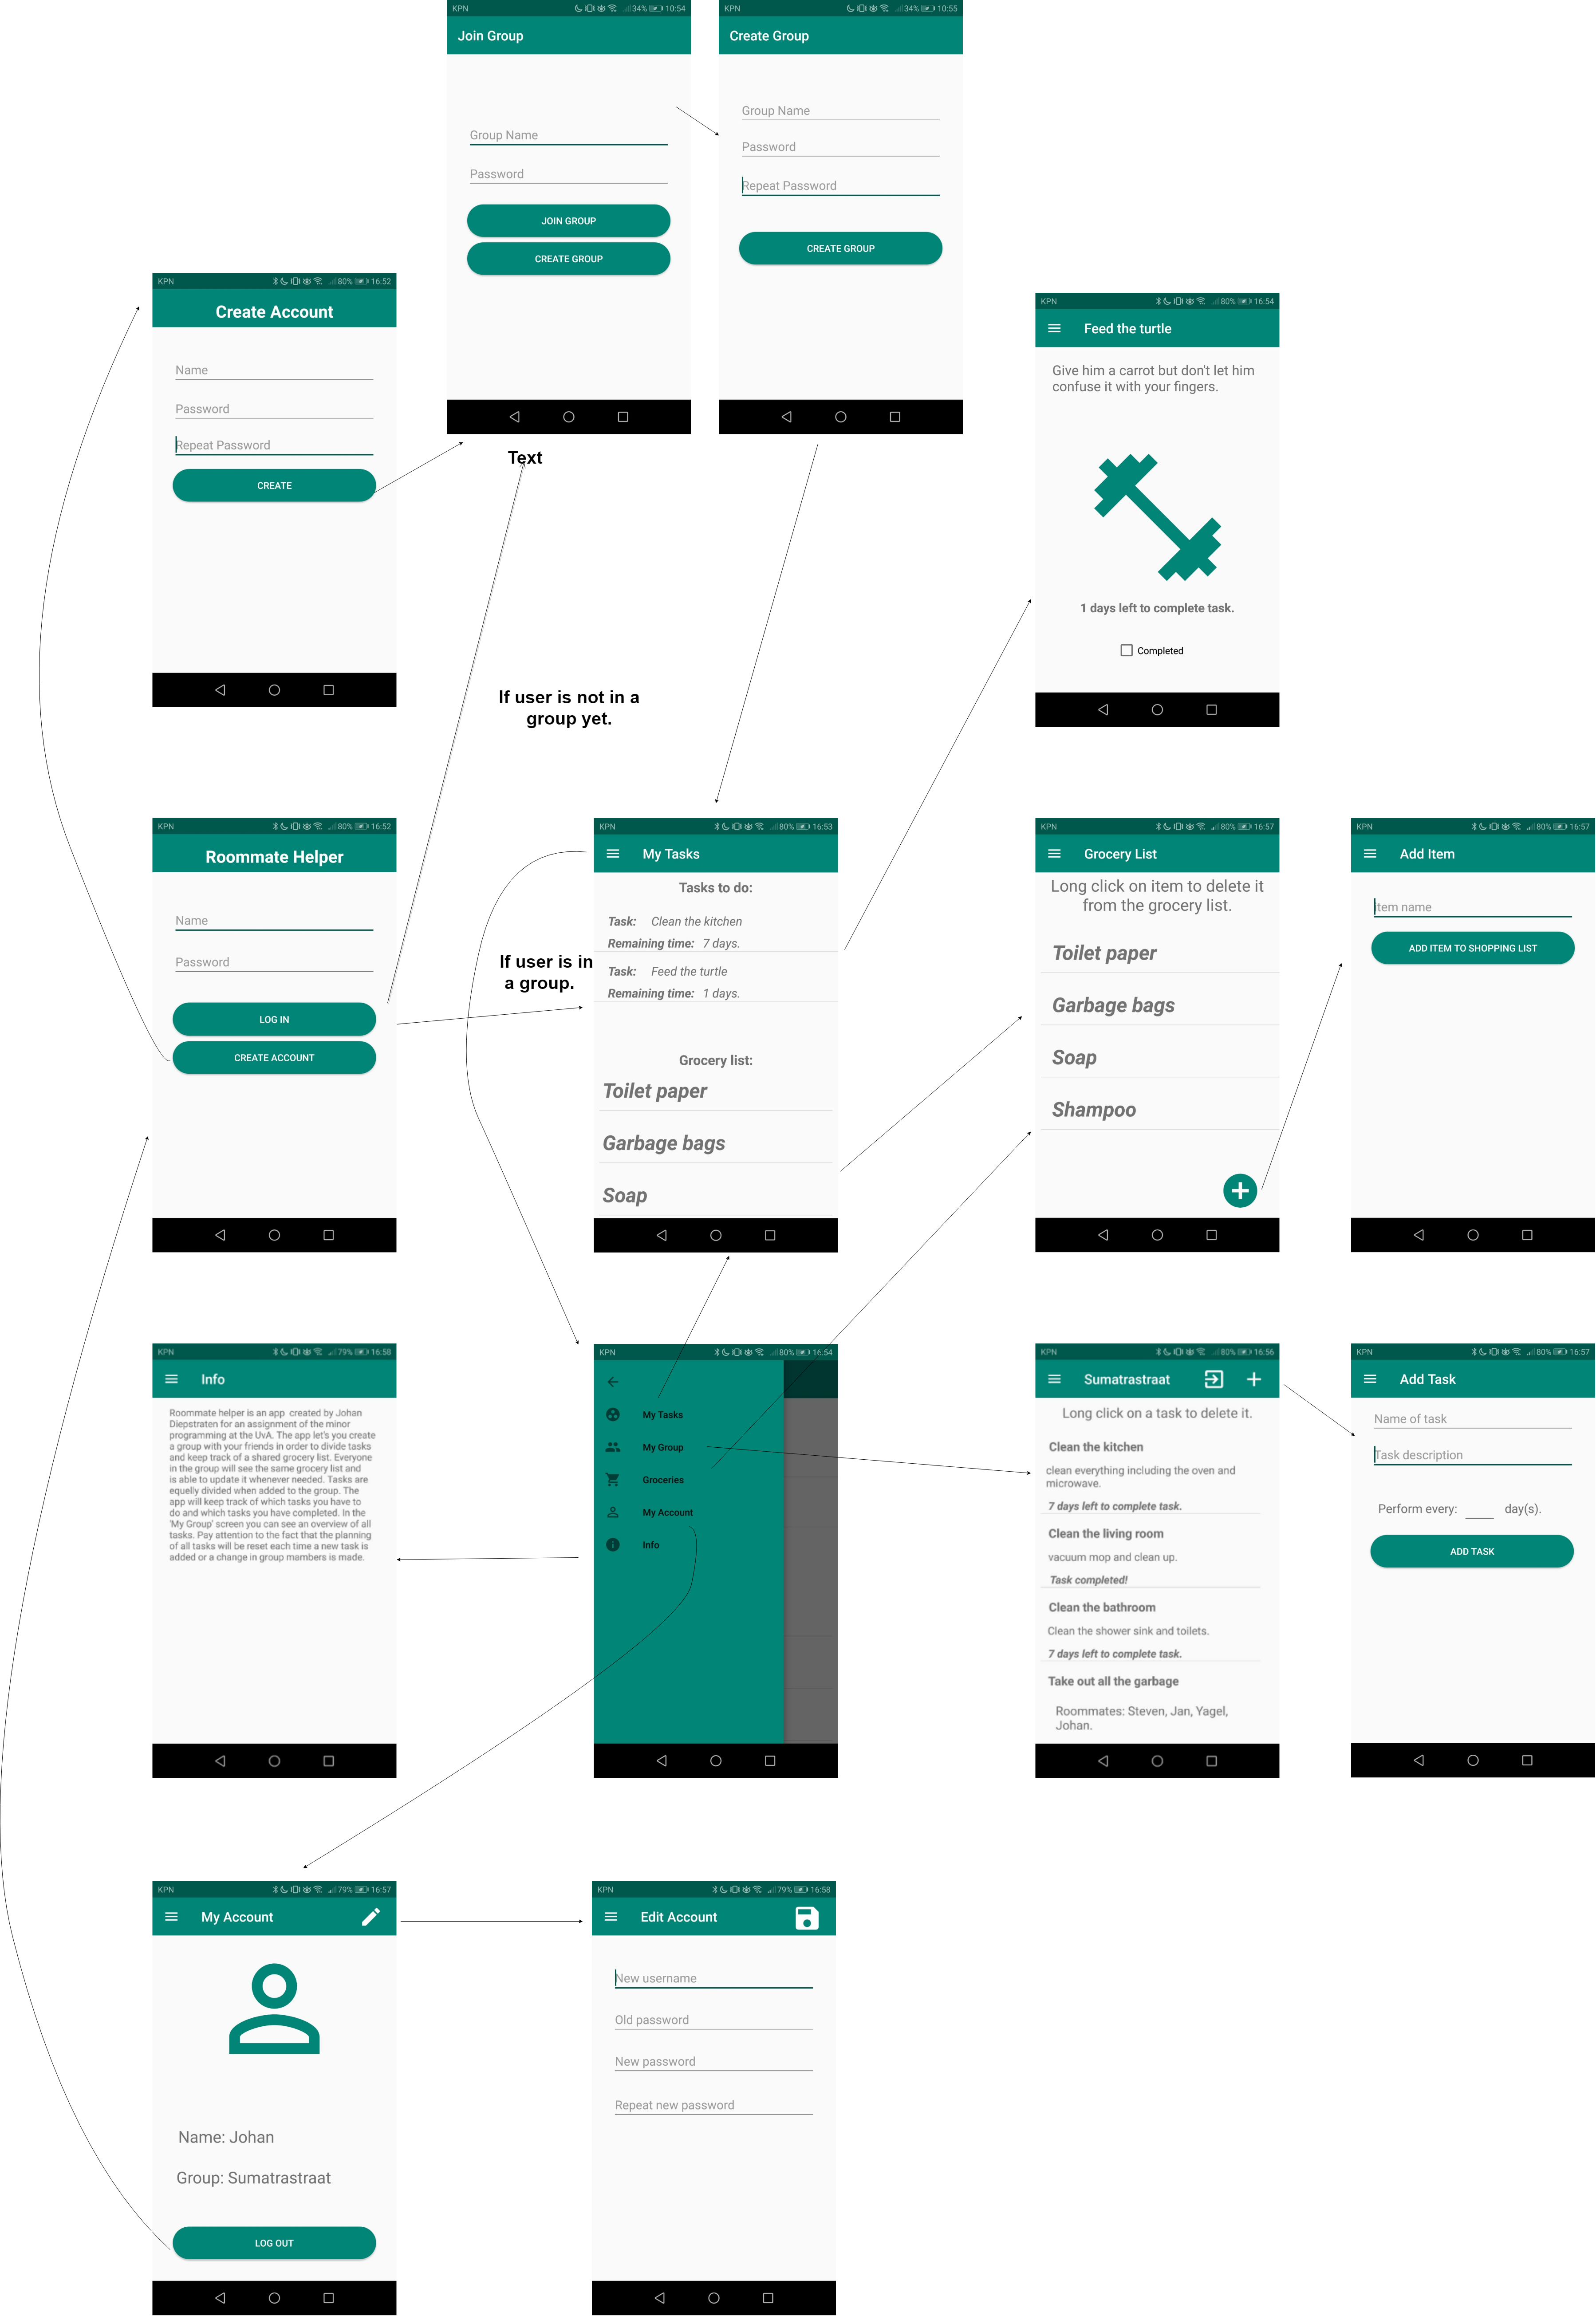 KPN
34% 10:54
Join Group
Group Name
Password
JOIN GROUP
CREATE GROUP
KPN
34% 10:55
Create Group
Group Name
Password
Repeat Password
CREATE GROUP
KPN
80% 16:52
Create Account
Name
Password
Repeat Password
CREATE
Text
KPN
80% 16:54
Feed the turtle
Give him a carrot but don't let him
confuse it with your fingers.
1 days left to complete task.
Completed
If user is not in a
group yet.
KPN
80% 16:52
Roommate Helper
Name
Password
LOG IN
CREATE ACCOUNT
If user is in
a group.
KPN
80% 16:53
My Tasks
Tasks to do:
Task: Clean the kitchen
Remaining time: 7 days.
Task: Feed the turtle
Remaining time: 1 days.
Grocery list:
Toilet paper
Garbage bags
Soap
KPN
80% 16:57
Grocery List
Long click on item to delete it
from the grocery list.
Toilet paper
Garbage bags
Soap
Shampoo
KPN
80% 16:57
Add Item
Item name
ADD ITEM TO SHOPPING LIST
KPN
79% 16:58
Info
Roommate helper is an app created by Johan
Diepstraten for an assignment of the minor
programming at the UvA. The app let's you create
a group with your friends in order to divide tasks
and keep track of a shared grocery list. Everyone
in the group will see the same grocery list and
is able to update it whenever needed. Tasks are
equelly divided when added to the group. The
app will keep track of which tasks you have to
do and which tasks you have completed. In the
'My Group' screen you can see an overview of all
tasks. Pay attention to the fact that the planning
of all tasks will be reset each time a new task is
added or a change in group mambers is made.
KPN
80% 16:54
My Tasks
My Group
Groceries
My Account
Info
KPN
80% 16:56
Sumatrastraat
Long click on a task to delete it.
Clean the kitchen
clean everything including the oven and
microwave.
7 days left to complete task.
Clean the living room
vacuum mop and clean up.
Task completed!
Clean the bathroom
Clean the shower sink and toilets.
7 days left to complete task.
Take out all the garbage
Roommates: Steven, Jan, Yagel,
Johan.
KPN
80% 16:57
Add Task
Name of task
Task description
Perform every: day(s).
ADD TASK
KPN
79% 16:57
My Account
Name: Johan
Group: Sumatrastraat
LOG OUT
KPN
79% 16:58
Edit Account
New username
Old password
New password
Repeat new password